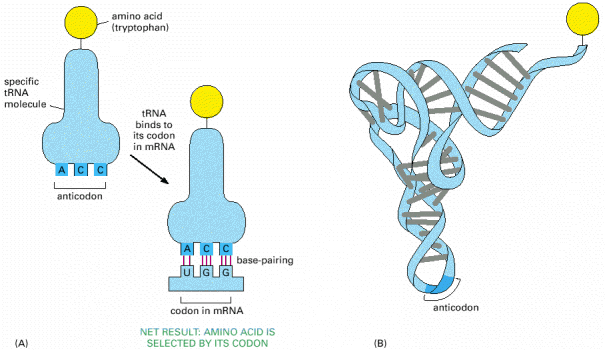 amino acid
(tryptophan)
specific
tRNA
molecule
A C C
anticodon
tRNA
binds to
its codon
in mRNA
A C C
base-pairing
U G G
codon in mRNA
NET RESULT: AMINO ACID IS
SELECTED BY ITS CODON
(A)
anticodon
(B)